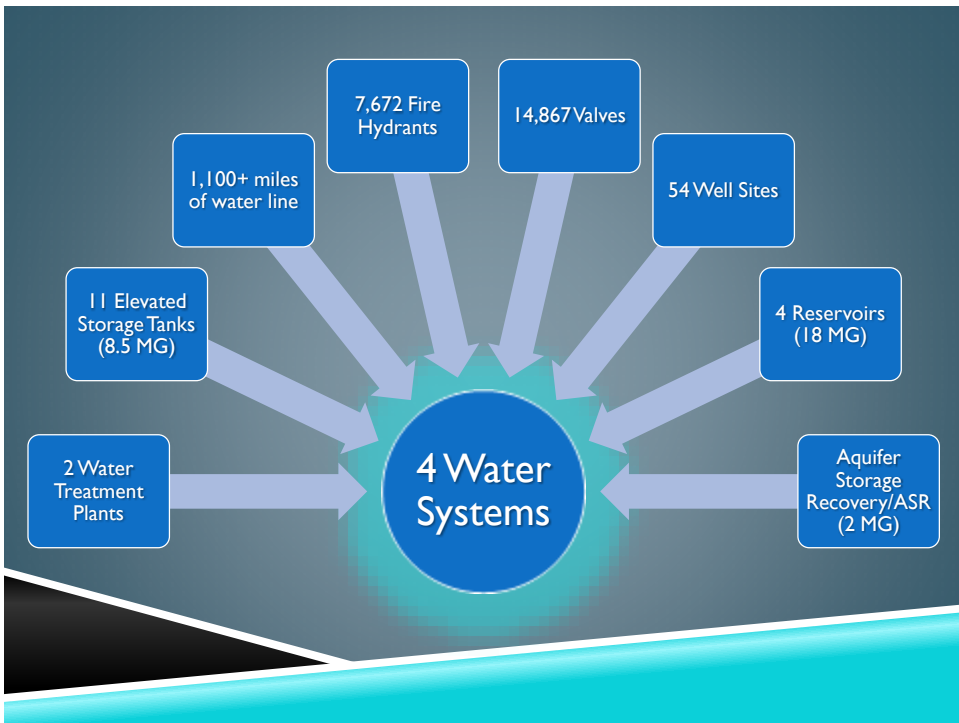 7,672 Fire
Hydrants
14,867 Valves
1,100+ miles
of water line
54 Well Sites
11 Elevated
Storage Tanks
(8.5 MG)
4 Reservoirs
(18 MG)
2 Water
Treatment
Plants
4 Water
Systems
Aquifer
Storage
Recovery/ASR
(2 MG)